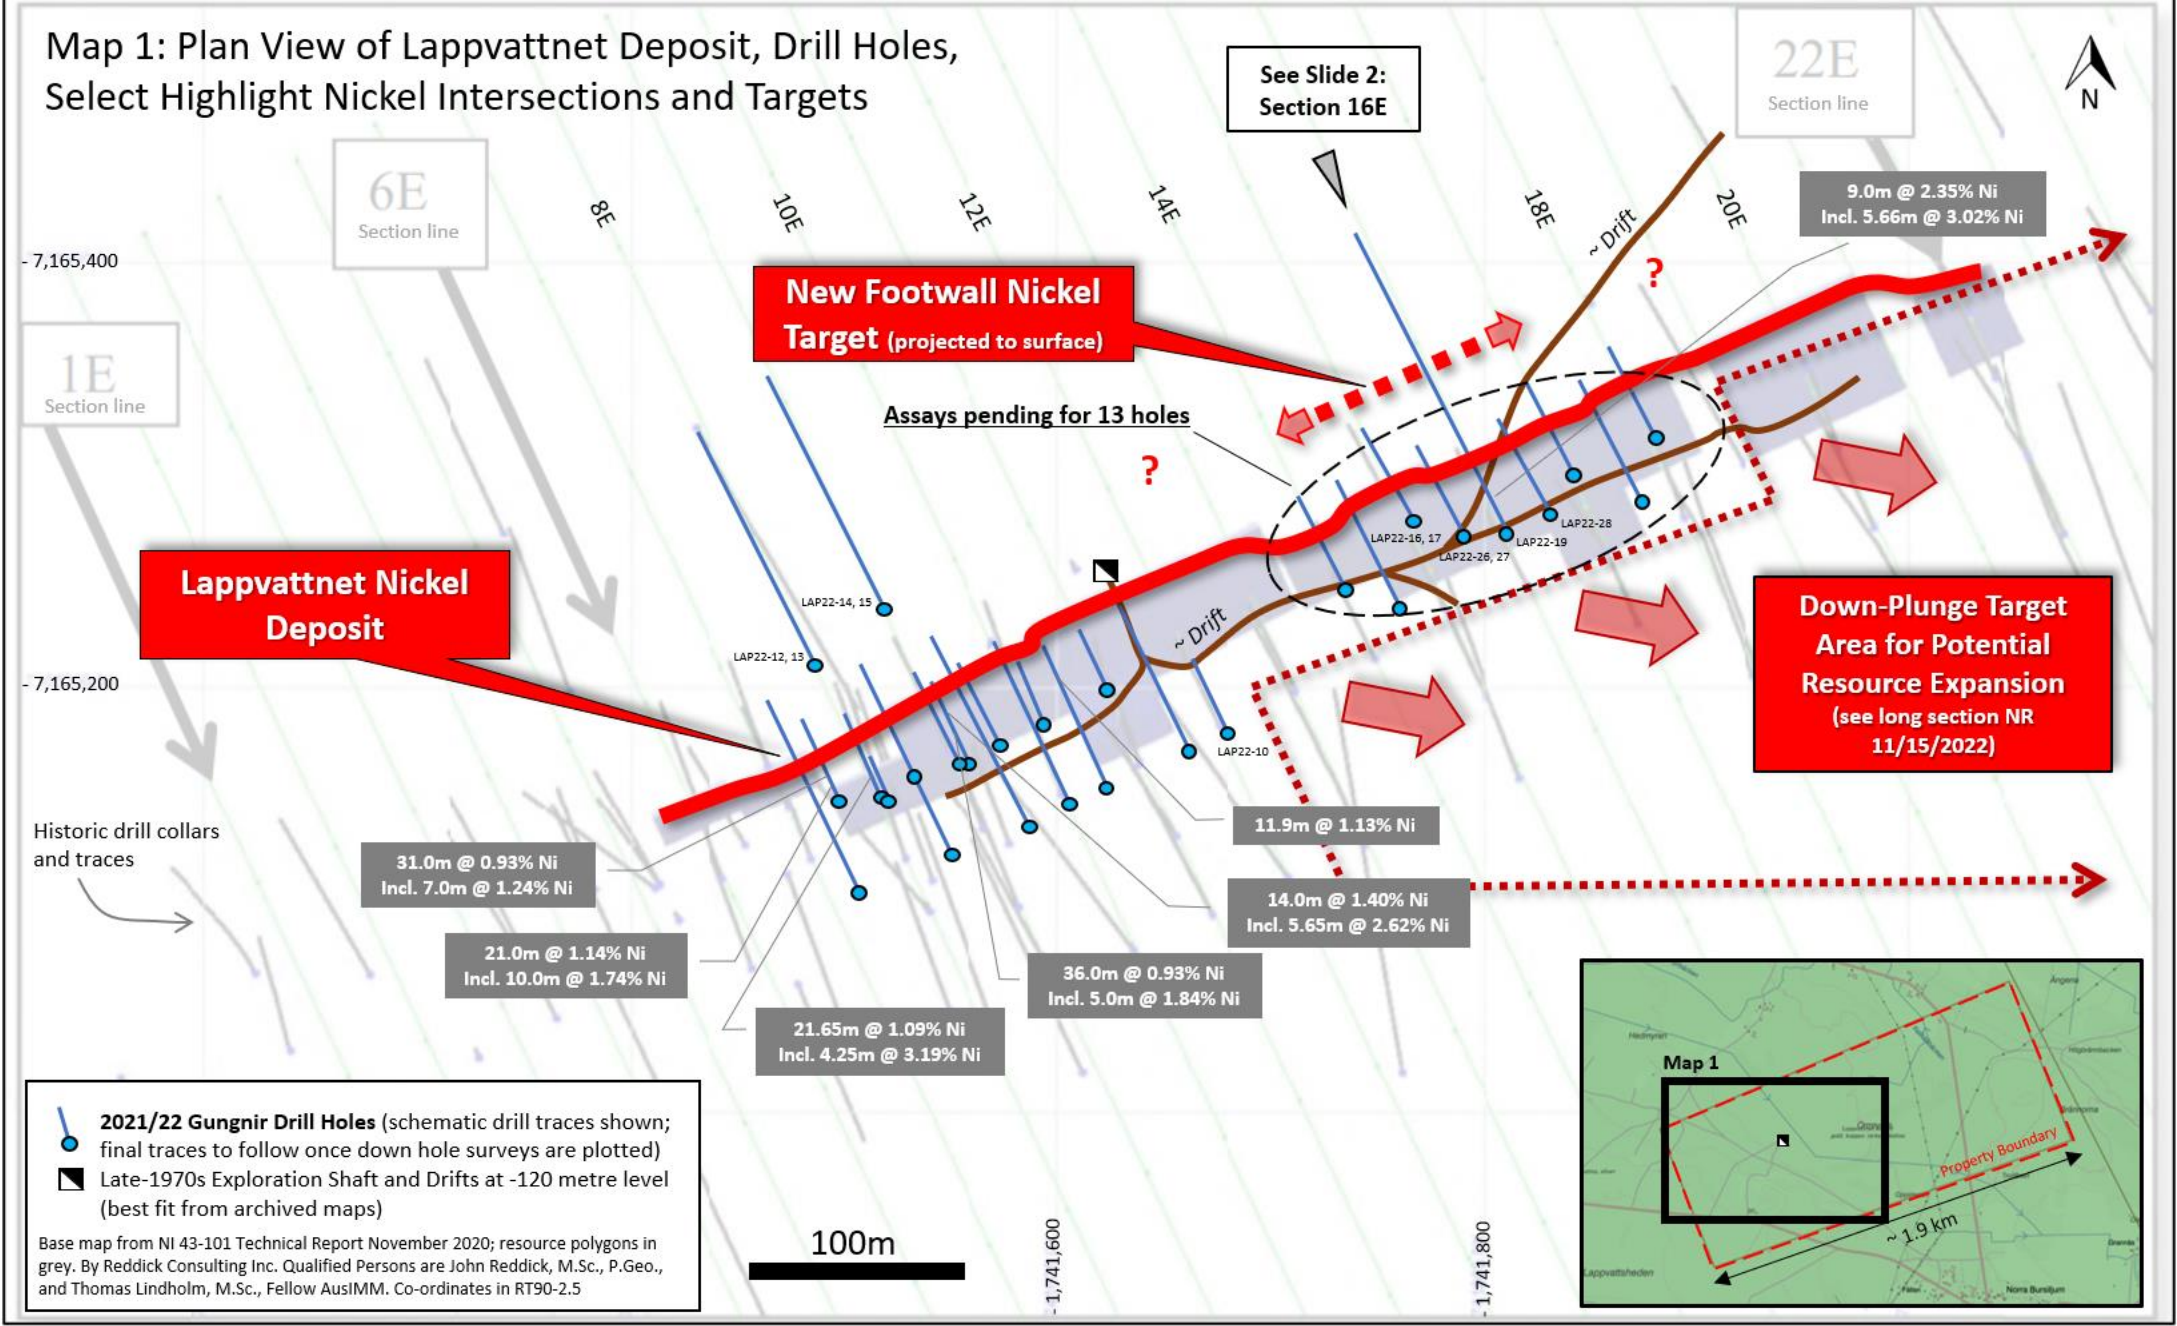 Map 1: Plan View of Lappvattnet Deposit, Drill Holes,
Select Highlight Nickel Intersections and Targets
See Slide 2:
Section 16E
22E
Section line
N
6E
Section line
8E
10E
12E
14E
18E
20E
~ Drift
9.0m @ 2.35% Ni
Incl. 5.66m @ 3.02% Ni
- 7,165,400
New Footwall Nickel
Target (projected to surface)
?
1E
Section line
Assays pending for 13 holes
?
LAP22-16, 17
LAP22-28
LAP22-19
LAP22-26, 27
Lappvattnet Nickel
Deposit
LAP22-14, 15
~ Drift
Down-Plunge Target
Area for Potential
Resource Expansion
(see long section NR
11/15/2022)
LAP22-12, 13
- 7,165,200
LAP22-10
Historic drill collars
and traces
11.9m @ 1.13% Ni
31.0m @ 0.93% Ni
Incl. 7.0m @ 1.24% Ni
14.0m @ 1.40% Ni
Incl. 5.65m @ 2.62% Ni
21.0m @ 1.14% Ni
Incl. 10.0m @ 1.74% Ni
36.0m @ 0.93% Ni
Incl. 5.0m @ 1.84% Ni
21.65m @ 1.09% Ni
Incl. 4.25m @ 3.19% Ni
2021/22 Gungnir Drill Holes (schematic drill traces shown;
final traces to follow once down hole surveys are plotted)
Late-1970s Exploration Shaft and Drifts at -120 metre level
(best fit from archived maps)
Base map from NI 43-101 Technical Report November 2020; resource polygons in
grey. By Reddick Consulting Inc. Qualified Persons are John Reddick, M.Sc., P.Geo.,
and Thomas Lindholm, M.Sc., Fellow AusIMM. Co-ordinates in RT90-2.5
100m
- 1,741,600
- 1,741,800
Map 1
Property Boundary
~ 1.9 km
Lappvattsheden
Norra Bursiljum